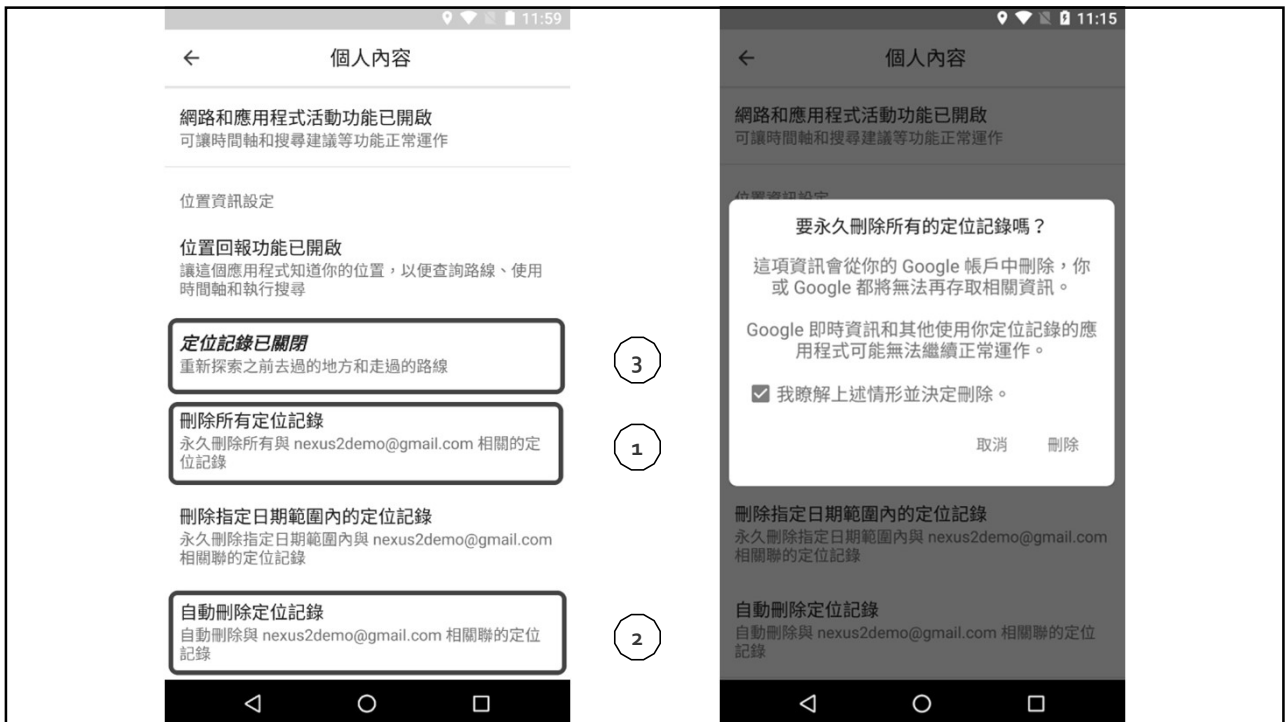 11:59
個人內容
網路和應用程式活動功能已開啟
可讓時間軸和搜尋建議等功能正常運作
位置資訊設定
位置回報功能已開啟
讓這個應用程式知道你的位置，以便查詢路線、使用
時間軸和執行搜尋
定位記錄已關閉
重新探索之前去過的地方和走過的路線
刪除所有定位記錄
永久刪除所有與 nexus2demo@gmail.com 相關的定
位記錄
刪除指定日期範圍內的定位記錄
永久刪除指定日期範圍內與 nexus2demo@gmail.com
相關聯的定位記錄
自動刪除定位記錄
自動刪除與 nexus2demo@gmail.com 相關聯的定位
記錄
3
1
2
11:15
個人內容
網路和應用程式活動功能已開啟
可讓時間軸和搜尋建議等功能正常運作
位置資訊設定
要永久刪除所有的定位記錄嗎？
這項資訊會從你的 Google 帳戶中刪除，你
或 Google 都將無法再存取相關資訊。
Google 即時資訊和其他使用你定位記錄的應
用程式可能無法繼續正常運作。
我瞭解上述情形並決定刪除。
取消 刪除
刪除指定日期範圍內的定位記錄
永久刪除指定日期範圍內與 nexus2demo@gmail.com
相關聯的定位記錄
自動刪除定位記錄
自動刪除與 nexus2demo@gmail.com 相關聯的定位
記錄